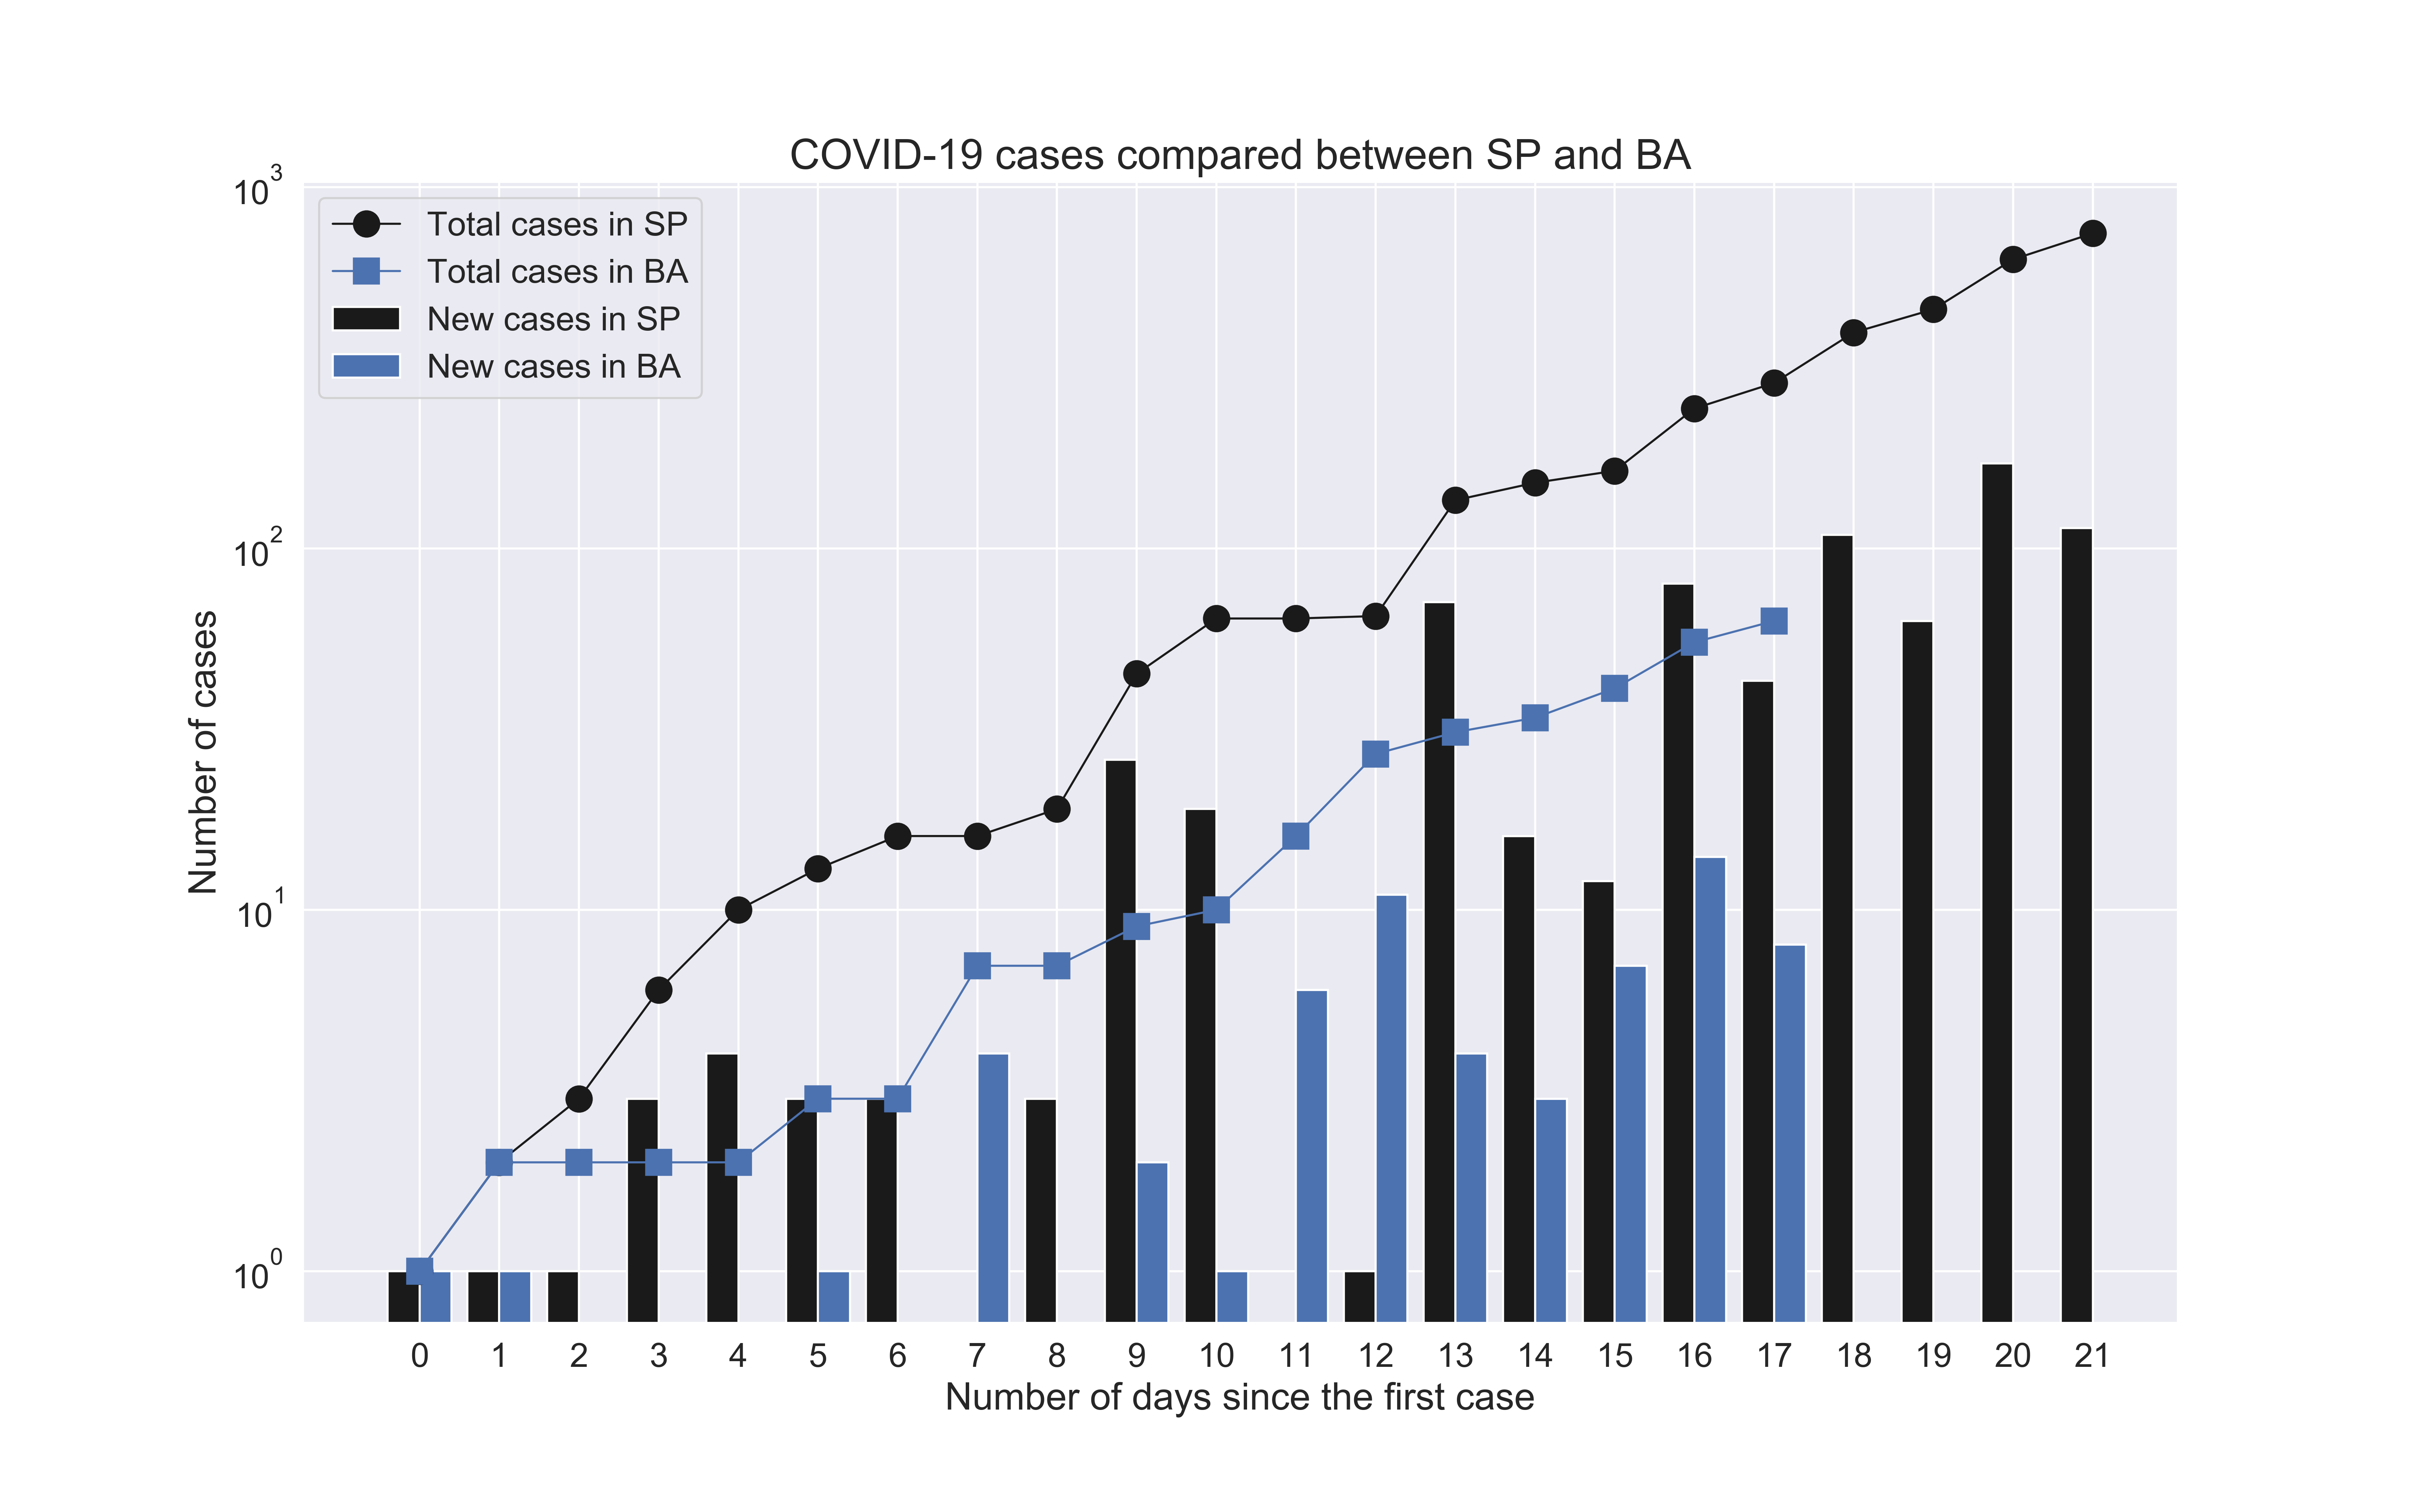 COVID-19 cases compared between SP and BA
Total cases in SP
Total cases in BA
New cases in SP
New cases in BA
Number of cases
10^3
10^2
10^1
10^0
0 1 2 3 4 5 6 7 8 9 10 11 12 13 14 15 16 17 18 19 20 21
Number of days since the first case